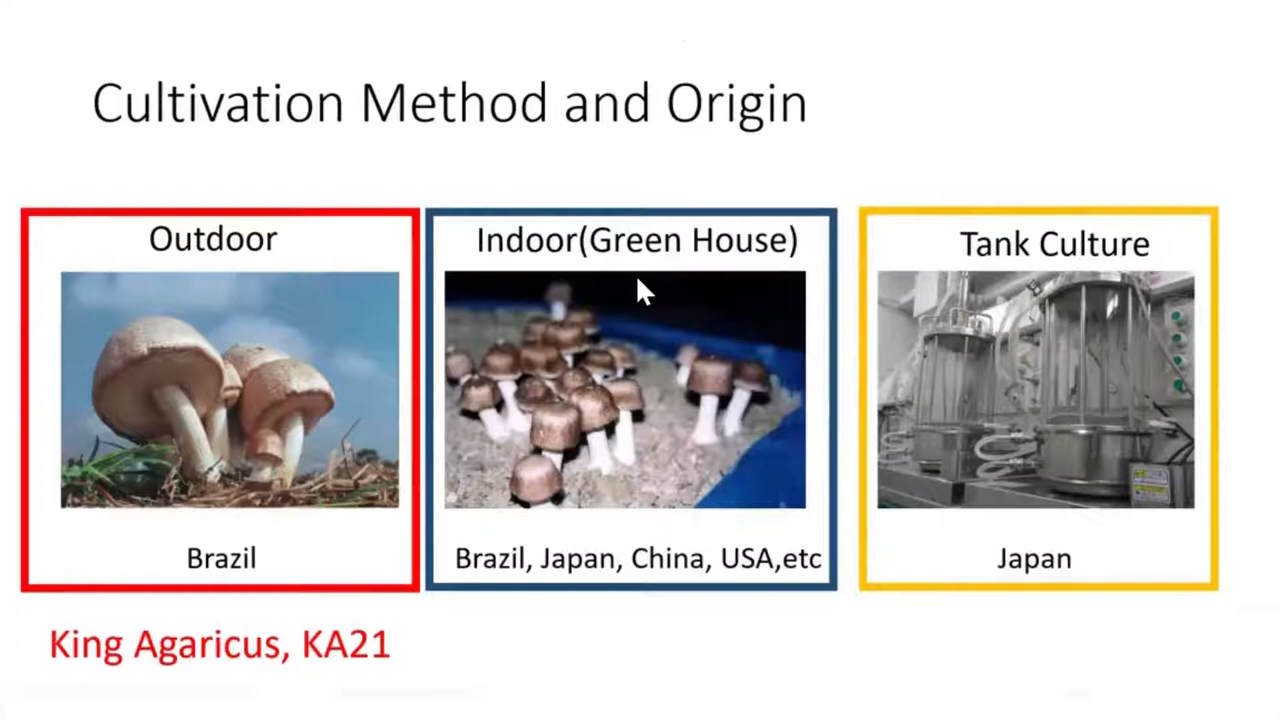 Cultivation Method and Origin
Outdoor
Indoor(Green House)
Tank Culture
Brazil
Brazil, Japan, China, USA,etc
Japan
King Agaricus, KA21